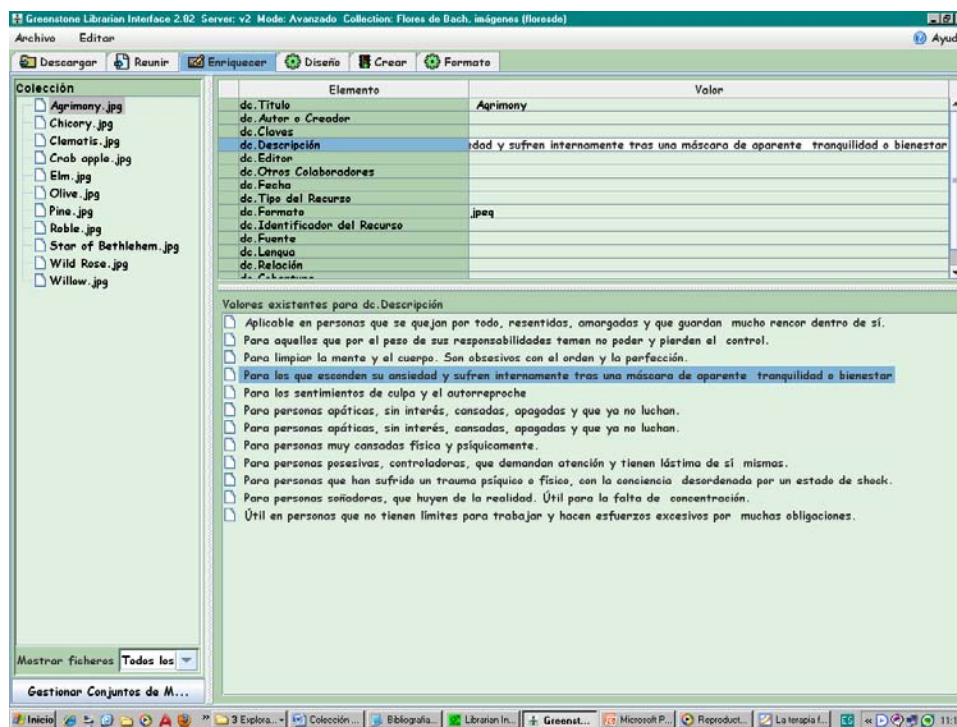 Greenstone Librarian Interface 2.82 Server: v2 Mode: Avanzado Collection: Flores de Bach, imágenes (floresde)
Archivo Editar Ayud
Descargar Reunir Enriquecer Diseño Crear Formato
Colección
Agrimony.jpg
Chicory.jpg
Clematis.jpg
Crab apple.jpg
Elm.jpg
Olive.jpg
Pine.jpg
Roble.jpg
Star of Bethlehem.jpg
Wild Rose.jpg
Willow.jpg
Mostrar ficheros Todos los
Gestionar Conjuntos de M...
Elemento Valor
dc.Título Agrimony
dc.Autor o Creador
dc.Claves
dc.Descripción edad y sufren internamente tras una máscara de aparente tranquilidad o bienestar
dc.Editor
dc.Otros Colaboradores
dc.Fecha
dc.Tipo del Recurso
dc.Formato .jpeg
dc.Identificador del Recurso
dc.Fuente
dc.Lengua
dc.Relación
dc.Cobertura
Valores existentes para dc.Descripción
Aplicable en personas que se quejan por todo, resentidas, amargadas y que guardan mucho rencor dentro de sí.
Para aquellos que por el peso de sus responsabilidades temen no poder y pierden el control.
Para limpiar la mente y el cuerpo. Son obsesivos con el orden y la perfección.
Para los que esconden su ansiedad y sufren internamente tras una máscara de aparente tranquilidad o bienestar
Para los sentimientos de culpa y el autorreproche
Para personas apáticas, sin interés, cansadas, apagadas y que ya no luchan.
Para personas apáticas, sin interés, cansadas, apagadas y que ya no luchan.
Para personas muy cansadas física y psíquicamente.
Para personas posesivas, controladoras, que demandan atención y tienen lástima de sí mismas.
Para personas que han sufrido un trauma psíquico o físico, con la conciencia desordenada por un estado de shock.
Para personas soñadoras, que huyen de la realidad. Útil para la falta de concentración.
Útil en personas que no tienen límites para trabajar y hacen esfuerzos excesivos por muchas obligaciones.
Inicio » 3 Explora... Colección ... Bibliografía... Librarian In... Greenst... Microsoft P... Reproduct... La terapia f... ES « 11:1